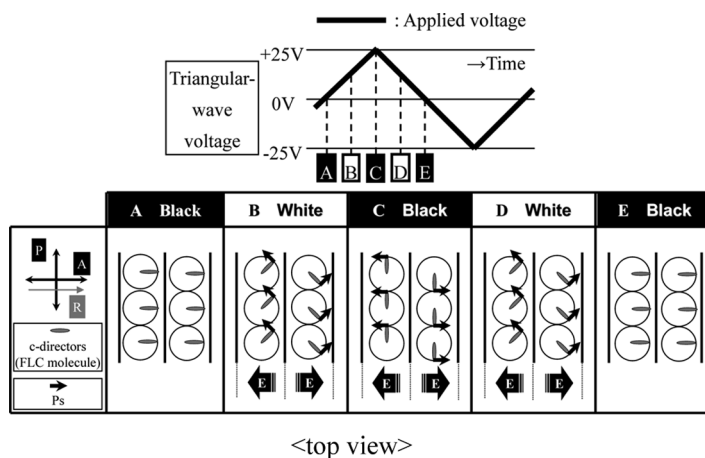 : Applied voltage
+25V
→Time
Triangular-
wave
voltage
0V
-25V
A B C D E
A Black
B White
C Black
D White
E Black
P
A
R
c-directors
(FLC molecule)
Ps
E E E E E E
<top view>